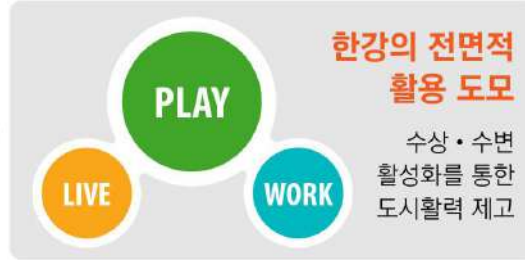 한강의 전면적
활용 도모
수상 • 수변
활성화를 통한
도시활력 제고
PLAY
LIVE
WORK